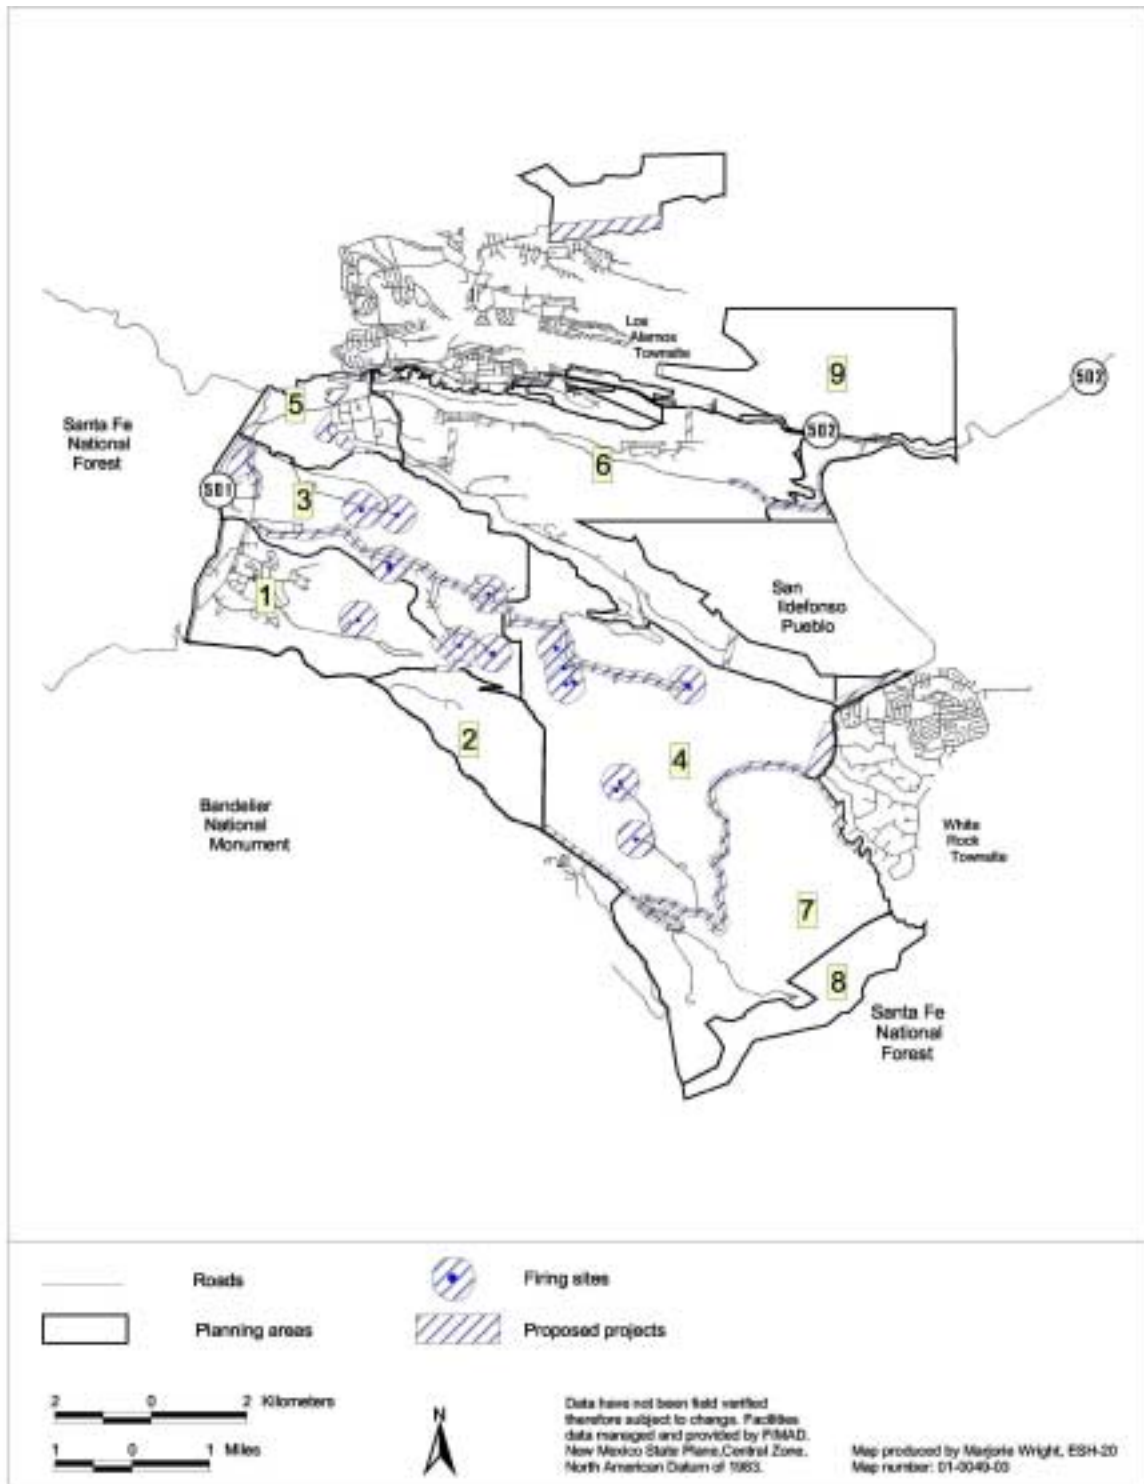 Los
Alamos
Townsite
9
502
5
Santa Fe
National
Forest
502
6
501
3
San
Ildefonso
Pueblo
1
2
4
Bandelier
National
Monument
White
Rock
Townsite
7
8
Santa Fe
National
Forest
Roads
Firing sites
Planning areas
Proposed projects
2 0 2 Kilometers
1 0 1 Miles
N
Data have not been field verified
therefore subject to change. Facilities
data managed and provided by FIMAD.
New Mexico State Plane, Central Zone,
North American Datum of 1983.
Map produced by Marjorie Wright, ESH-20
Map number: 01-0049-03